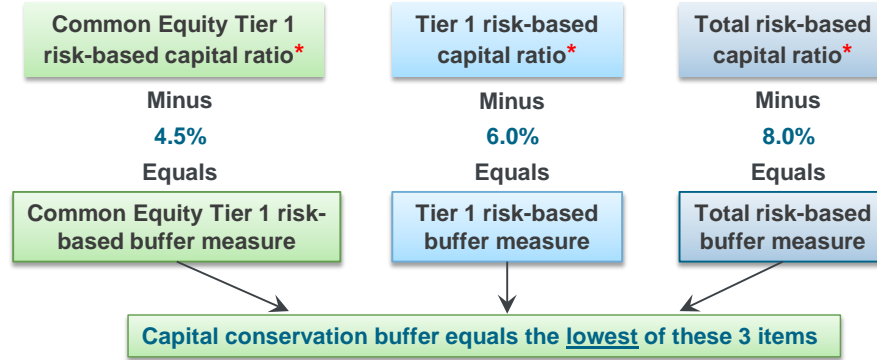 Common Equity Tier 1
risk-based capital ratio*
Minus
4.5%
Equals
Common Equity Tier 1 risk-
based buffer measure
Tier 1 risk-based
capital ratio*
Minus
6.0%
Equals
Tier 1 risk-based
buffer measure
Total risk-based
capital ratio*
Minus
8.0%
Equals
Total risk-based
buffer measure
Capital conservation buffer equals the lowest of these 3 items